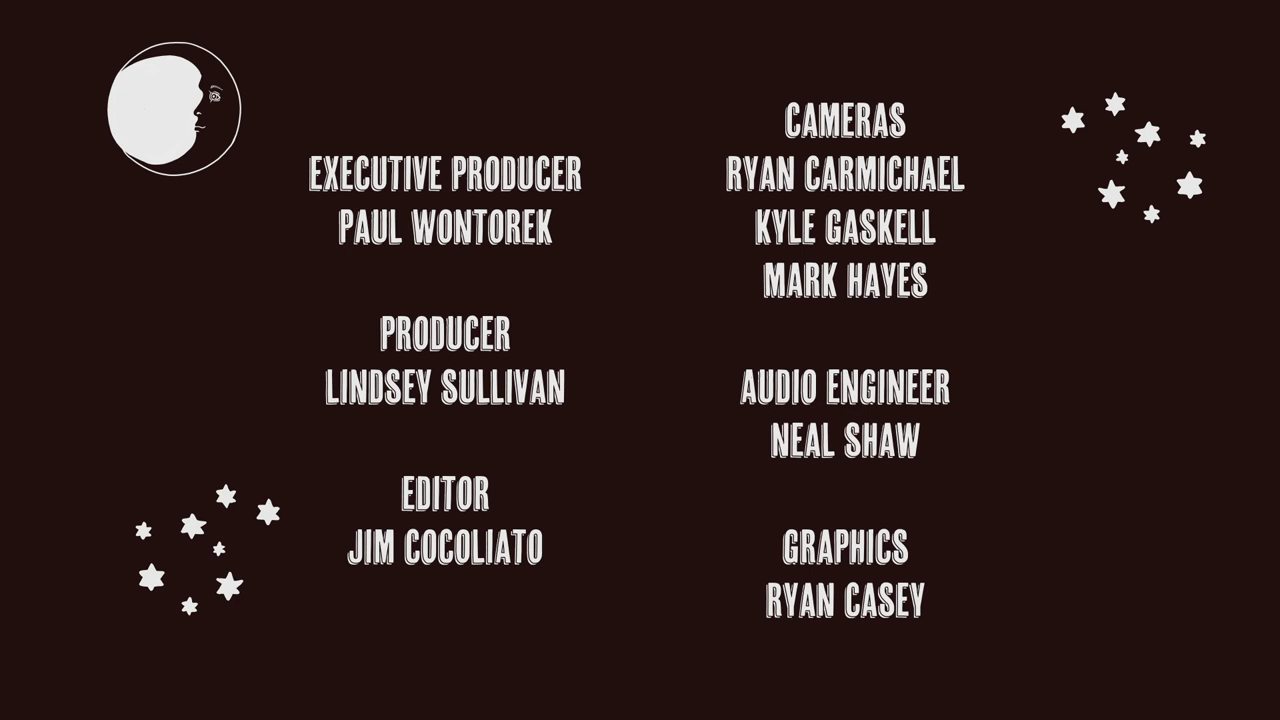 EXECUTIVE PRODUCER
PAUL WONTOREK
PRODUCER
LINDSEY SULLIVAN
EDITOR
JIM COCOLIATO
CAMERAS
RYAN CARMICHAEL
KYLE GASKELL
MARK HAYES
AUDIO ENGINEER
NEAL SHAW
GRAPHICS
RYAN CASEY